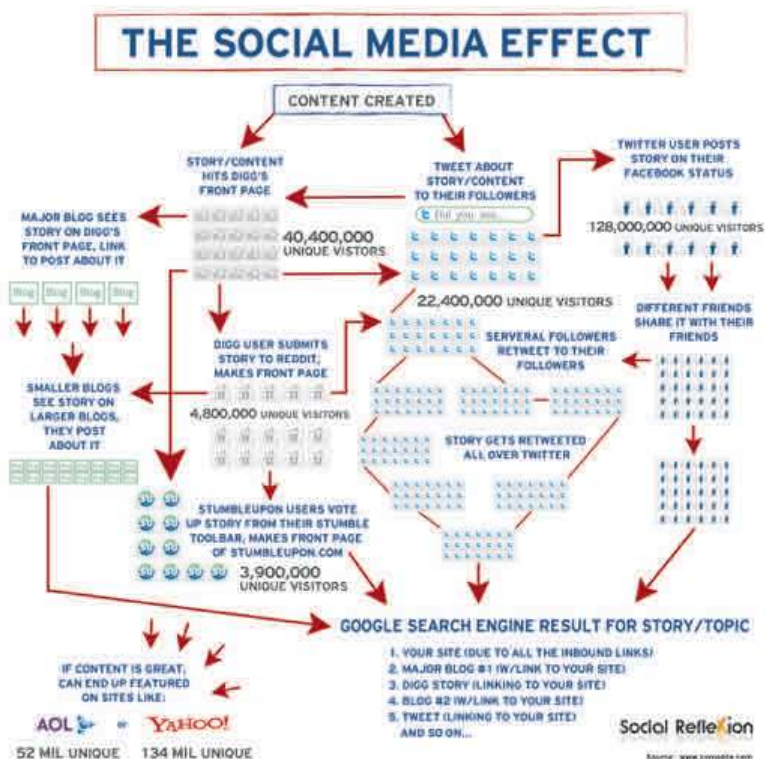 THE SOCIAL MEDIA EFFECT
CONTENT CREATED
STORY/CONTENT
HITS DIGG'S
FRONT PAGE
40,400,000
UNIQUE VISTORS
TWEET ABOUT
STORY/CONTENT
TO THEIR FOLLOWERS
22,400,000 UNIQUE VISITORS
TWITTER USER POSTS
STORY ON THEIR
FACEBOOK STATUS
128,000,000 UNIQUE VISITORS
MAJOR BLOG SEES
STORY ON DIGG'S
FRONT PAGE, LINK
TO POST ABOUT IT
Blog Blog Blog Blog
DIGG USER SUBMITS
STORY TO REDDIT,
MAKES FRONT PAGE
4,800,000 UNIQUE VISITORS
SERVERAL FOLLOWERS
RETWEET TO THEIR
FOLLOWERS
DIFFERENT FRIENDS
SHARE IT WITH THEIR
FRIENDS
SMALLER BLOGS
SEE STORY ON
LARGER BLOGS,
THEY POST
ABOUT IT
STORY GETS RETWEETED
ALL OVER TWITTER
STUMBLEUPON USERS VOTE
UP STORY FROM THEIR STUMBLE
TOOLBAR, MAKES FRONT PAGE
OF STUMBLEUPON.COM
3,900,000
UNIQUE VISITORS
GOOGLE SEARCH ENGINE RESULT FOR STORY/TOPIC
1. YOUR SITE (DUE TO ALL THE INBOUND LINKS)
2. MAJOR BLOG #1 (W/LINK TO YOUR SITE)
3. DIGG STORY (LINKING TO YOUR SITE)
4. BLOG #2 (W/LINK TO YOUR SITE)
5. TWEET (LINKING TO YOUR SITE)
AND SO ON...
IF CONTENT IS GREAT,
CAN END UP FEATURED
ON SITES LIKE:
AOL or YAHOO!
52 MIL UNIQUE 134 MIL UNIQUE
Social RefleXion